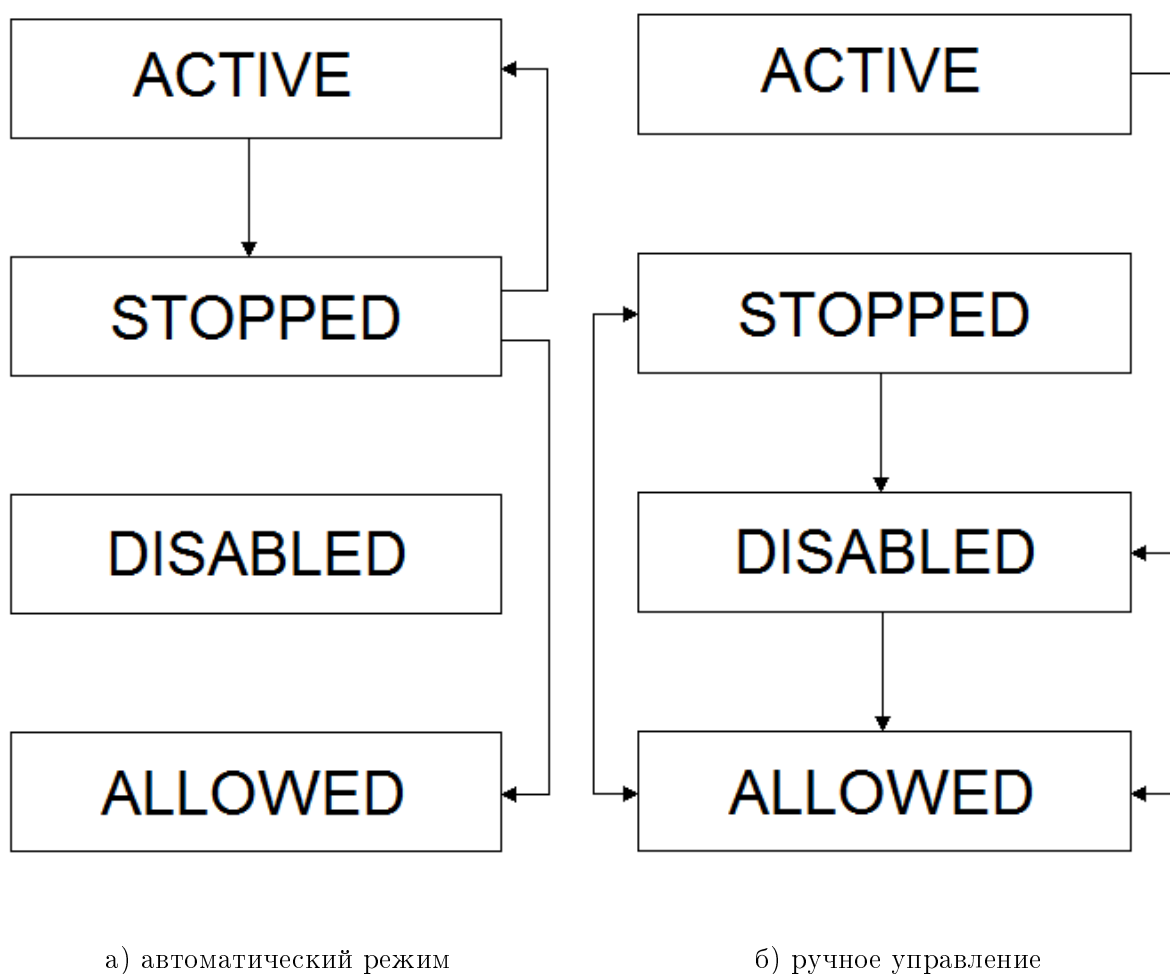 ACTIVE
STOPPED
DISABLED
ALLOWED
а) автоматический режим
ACTIVE
STOPPED
DISABLED
ALLOWED
б) ручное управление